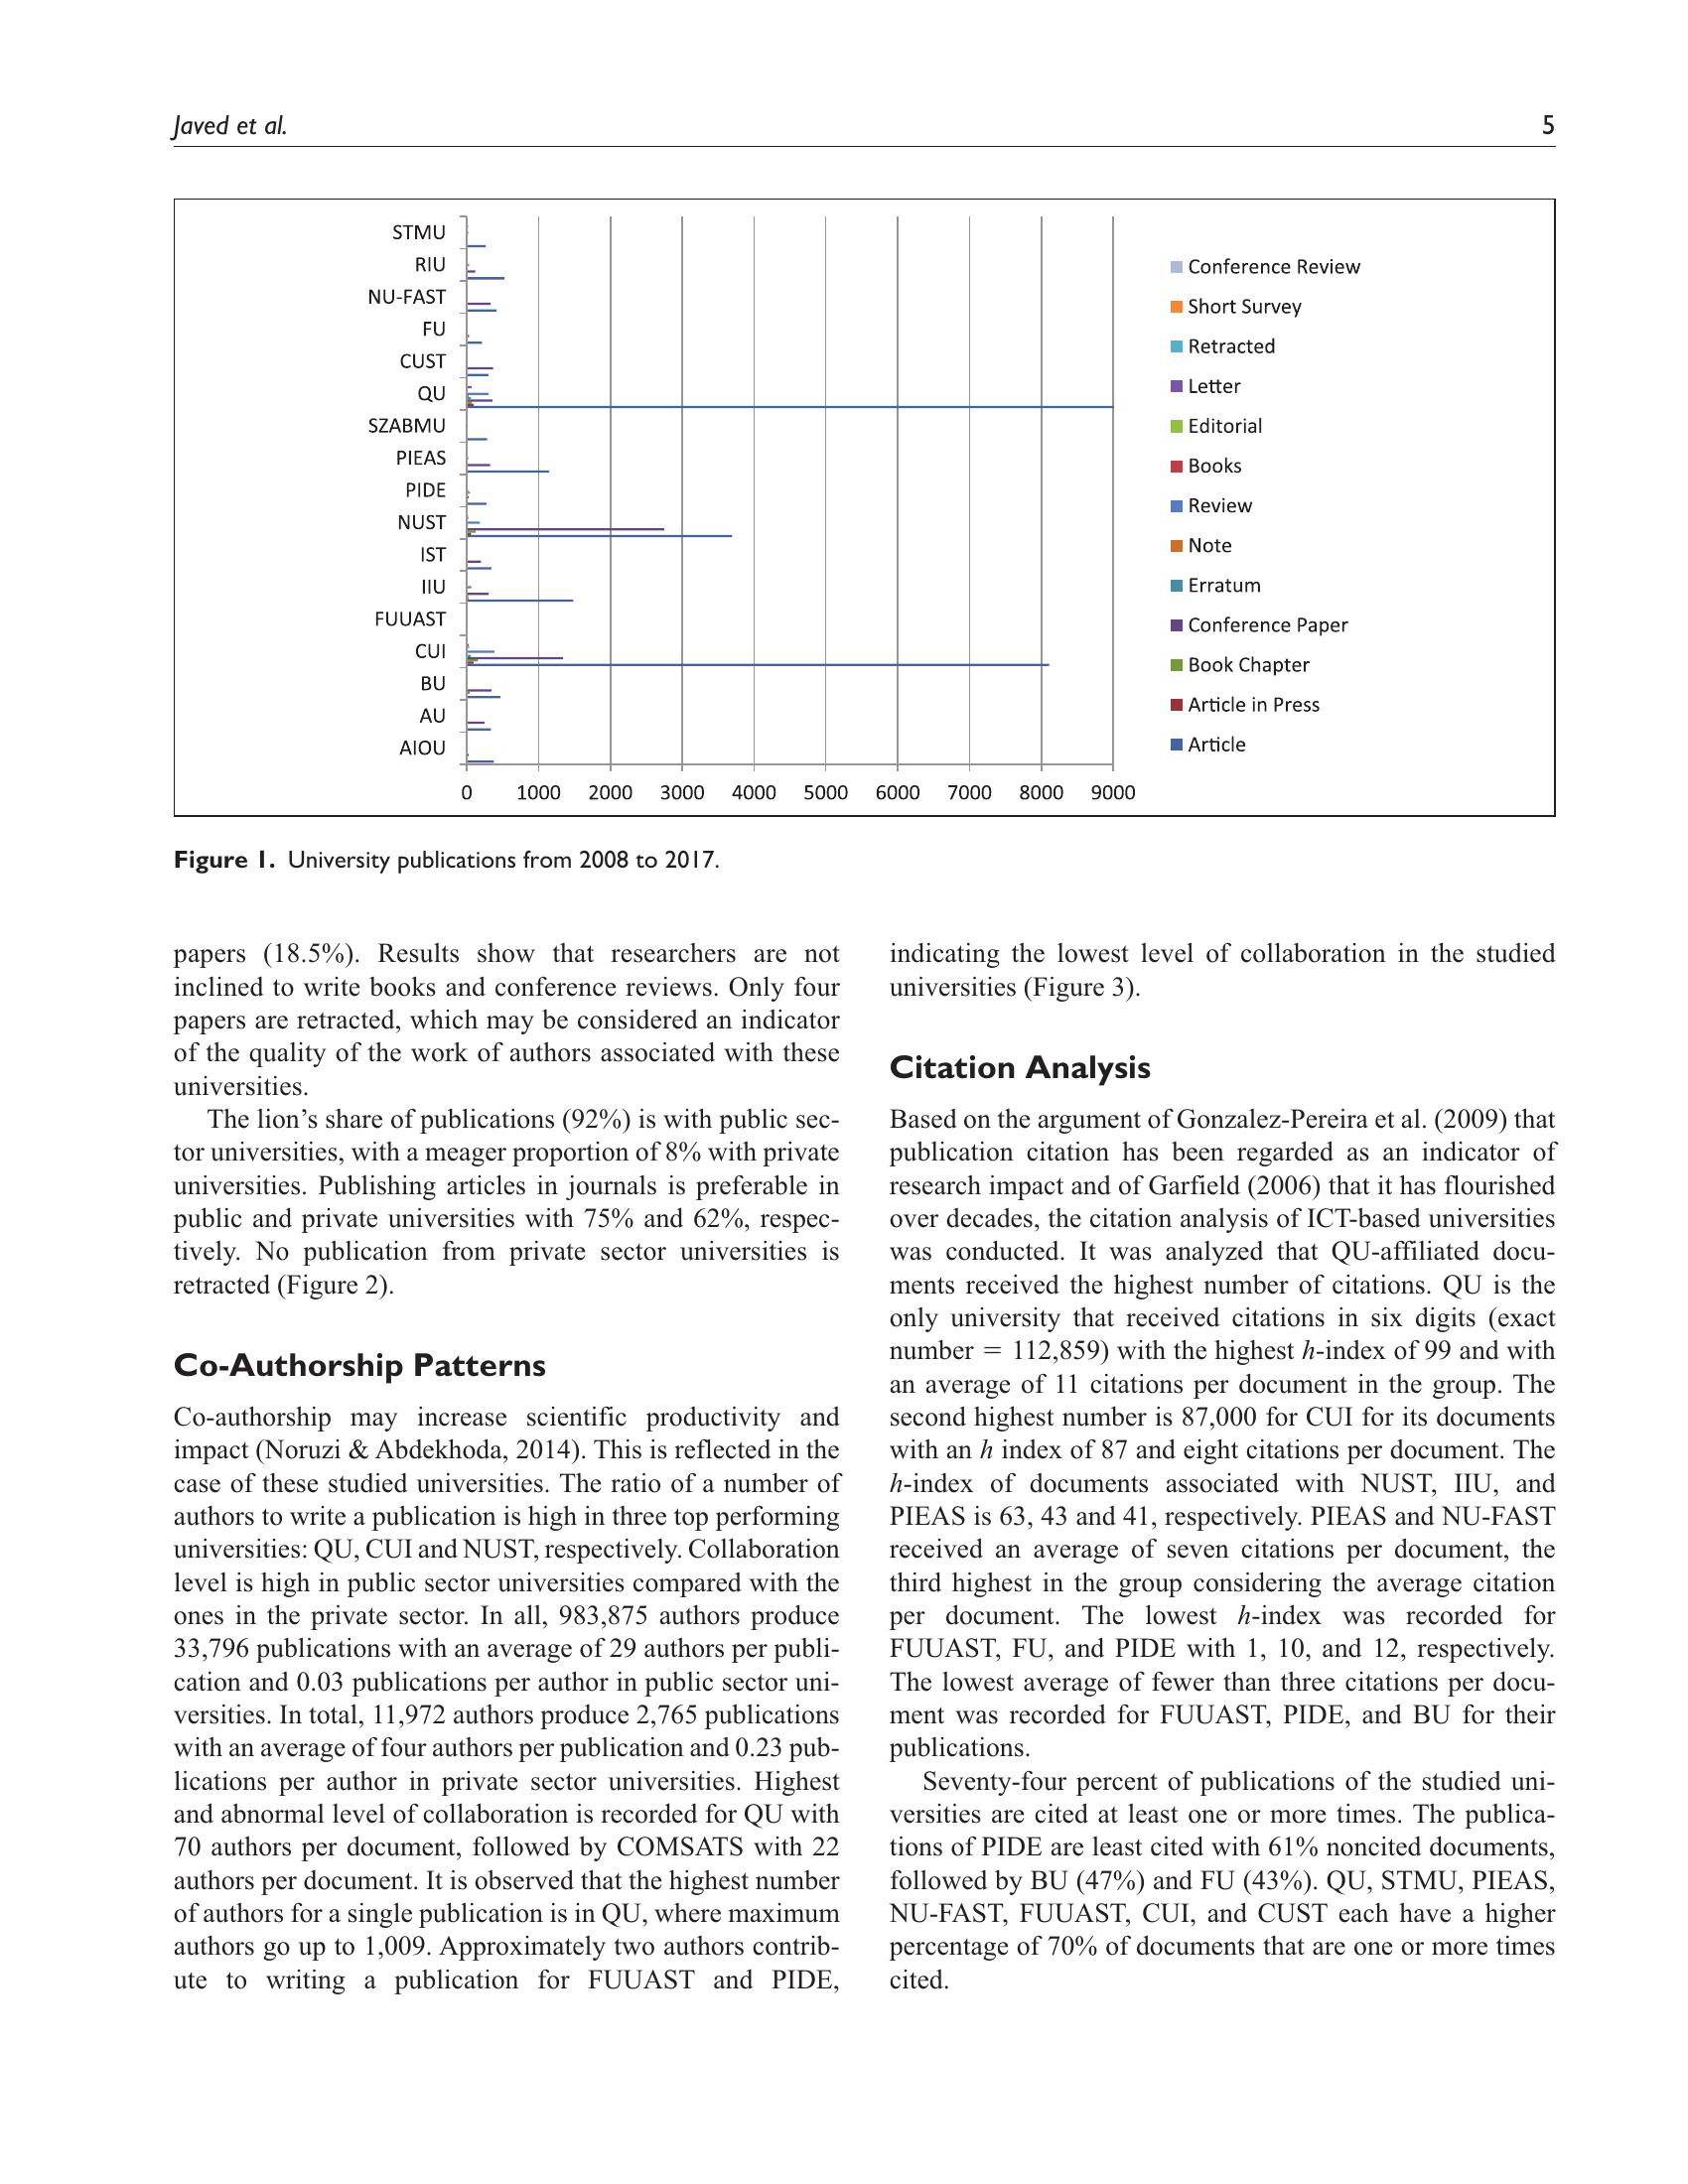 Javed et al.
5
STMU
RIU
NU-FAST
FU
CUST
QU
SZABMU
PIEAS
PIDE
NUST
IST
IIU
FUUAST
CUI
BU
AU
AIOU
0 1000 2000 3000 4000 5000 6000 7000 8000 9000
Conference Review
Short Survey
Retracted
Letter
Editorial
Books
Review
Note
Erratum
Conference Paper
Book Chapter
Article in Press
Article
Figure 1. University publications from 2008 to 2017.
papers (18.5%). Results show that researchers are not
inclined to write books and conference reviews. Only four
papers are retracted, which may be considered an indicator
of the quality of the work of authors associated with these
universities.
The lion’s share of publications (92%) is with public sec-
tor universities, with a meager proportion of 8% with private
universities. Publishing articles in journals is preferable in
public and private universities with 75% and 62%, respec-
tively. No publication from private sector universities is
retracted (Figure 2).
Co-Authorship Patterns
Co-authorship may increase scientific productivity and
impact (Noruzi & Abdekhoda, 2014). This is reflected in the
case of these studied universities. The ratio of a number of
authors to write a publication is high in three top performing
universities: QU, CUI and NUST, respectively. Collaboration
level is high in public sector universities compared with the
ones in the private sector. In all, 983,875 authors produce
33,796 publications with an average of 29 authors per publi-
cation and 0.03 publications per author in public sector uni-
versities. In total, 11,972 authors produce 2,765 publications
with an average of four authors per publication and 0.23 pub-
lications per author in private sector universities. Highest
and abnormal level of collaboration is recorded for QU with
70 authors per document, followed by COMSATS with 22
authors per document. It is observed that the highest number
of authors for a single publication is in QU, where maximum
authors go up to 1,009. Approximately two authors contrib-
ute to writing a publication for FUUAST and PIDE,
indicating the lowest level of collaboration in the studied
universities (Figure 3).
Citation Analysis
Based on the argument of Gonzalez-Pereira et al. (2009) that
publication citation has been regarded as an indicator of
research impact and of Garfield (2006) that it has flourished
over decades, the citation analysis of ICT-based universities
was conducted. It was analyzed that QU-affiliated docu-
ments received the highest number of citations. QU is the
only university that received citations in six digits (exact
number = 112,859) with the highest h-index of 99 and with
an average of 11 citations per document in the group. The
second highest number is 87,000 for CUI for its documents
with an h index of 87 and eight citations per document. The
h-index of documents associated with NUST, IIU, and
PIEAS is 63, 43 and 41, respectively. PIEAS and NU-FAST
received an average of seven citations per document, the
third highest in the group considering the average citation
per document. The lowest h-index was recorded for
FUUAST, FU, and PIDE with 1, 10, and 12, respectively.
The lowest average of fewer than three citations per docu-
ment was recorded for FUUAST, PIDE, and BU for their
publications.
Seventy-four percent of publications of the studied uni-
versities are cited at least one or more times. The publica-
tions of PIDE are least cited with 61% noncited documents,
followed by BU (47%) and FU (43%). QU, STMU, PIEAS,
NU-FAST, FUUAST, CUI, and CUST each have a higher
percentage of 70% of documents that are one or more times
cited.